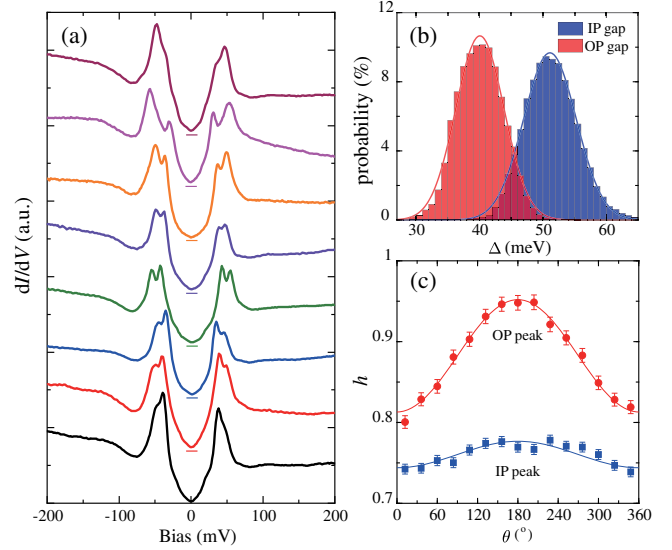 (a)
dI/dV (a.u.)
-200 -100 0 100 200
Bias (mV)
(b)
IP gap
OP gap
probability (%)
12
8
4
0
30 40 50 60
Δ (meV)
(c)
h
1
0.9
0.8
0.7
OP peak
IP peak
0 60 120 180 240 300 360
θ (°)